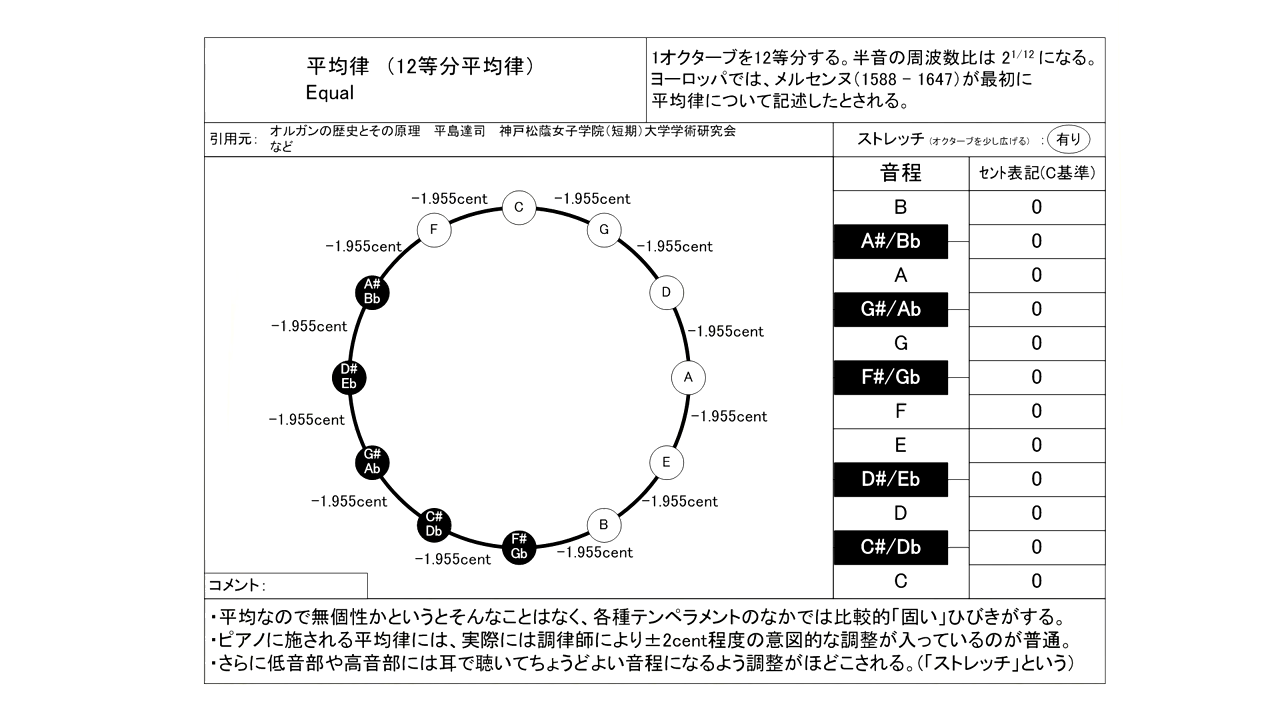 平均律 （12等分平均律）
Equal
1オクターブを12等分する。半音の周波数比は 2^1/12 になる。
ヨーロッパでは、メルセンヌ（1588 – 1647）が最初に
平均律について記述したとされる。
引用元: オルガンの歴史とその原理　平島達司　神戸松蔭女子学院（短期）大学学術研究会
など
ストレッチ （オクターブを少し広げる） : 有り
音程 セント表記（C基準）
B 0
A#/Bb 0
A 0
G#/Ab 0
G 0
F#/Gb 0
F 0
E 0
D#/Eb 0
D 0
C#/Db 0
C 0
C
-1.955cent
G
-1.955cent
D
-1.955cent
A
-1.955cent
E
-1.955cent
B
-1.955cent
F#
Gb
-1.955cent
C#
Db
-1.955cent
G#
Ab
-1.955cent
D#
Eb
-1.955cent
A#
Bb
-1.955cent
F
-1.955cent
コメント:
・平均なので無個性かというとそんなことはなく、各種テンペラメントのなかでは比較的「固い」ひびきがする。
・ピアノに施される平均律には、実際には調律師により±2cent程度の意図的な調整が入っているのが普通。
・さらに低音部や高音部には耳で聴いてちょうどよい音程になるよう調整がほどこされる。（「ストレッチ」という）